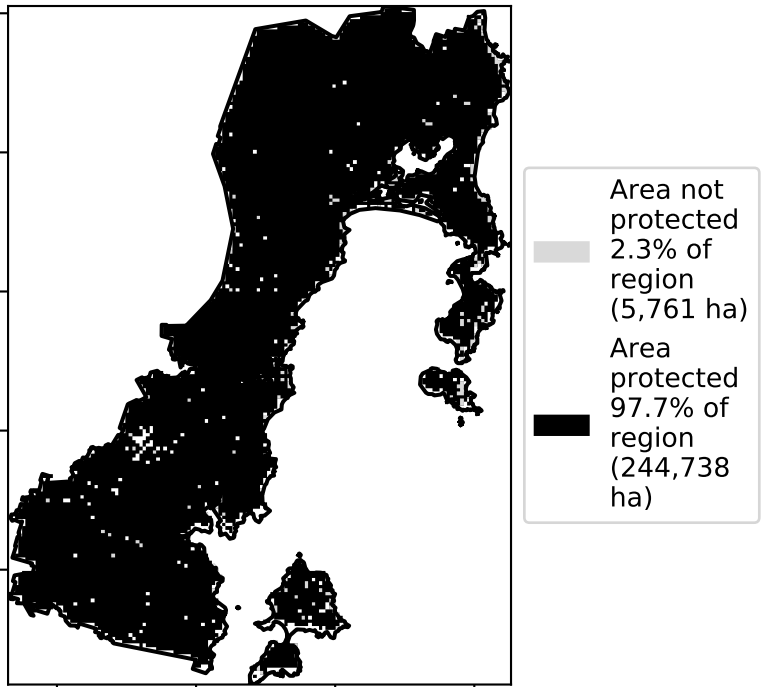 Area not
protected
2.3% of
region
(5,761 ha)
Area
protected
97.7% of
region
(244,738
ha)